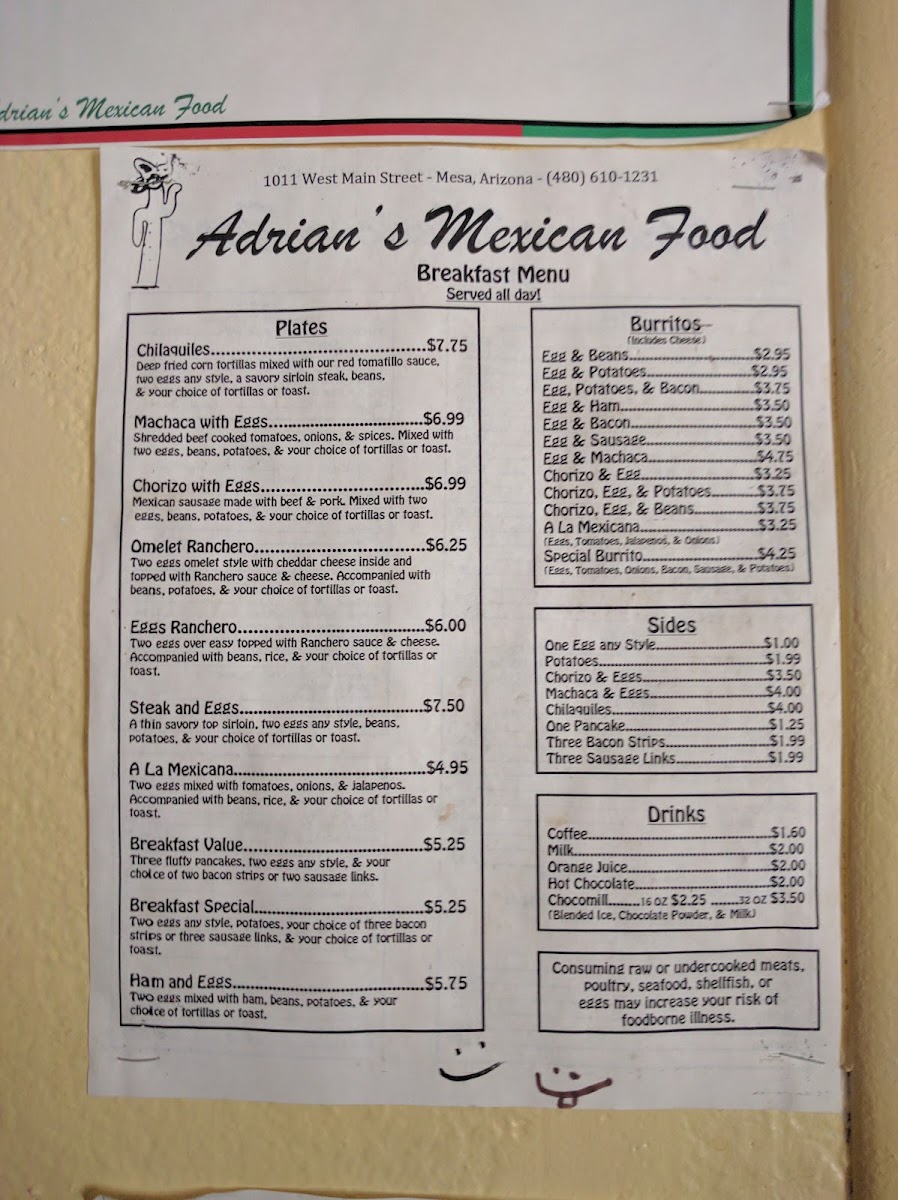 drian's Mexican Food
1011 West Main Street - Mesa, Arizona - (480) 610-1231
Adrian's Mexican Food
Breakfast Menu
Served all day!
Plates
Chilaquiles..........$7.75
Deep fried corn tortillas mixed with our red tomatillo sauce,
two eggs any style, a savory sirloin steak, beans,
& your choice of tortillas or toast.
Machaca with Eggs..........$6.99
Shredded beef cooked tomatoes, onions, & spices. Mixed with
two eggs, beans, potatoes, & your choice of tortillas or toast.
Chorizo with Eggs..........$6.99
Mexican sausage made with beef & pork. Mixed with two
eggs, beans, potatoes, & your choice of tortillas or toast.
Omelet Ranchero..........$6.25
Two eggs omelet style with cheddar cheese inside and
topped with Ranchero sauce & cheese. Accompanied with
beans, potatoes, & your choice of tortillas or toast.
Eggs Ranchero..........$6.00
Two eggs over easy topped with Ranchero sauce & cheese.
Accompanied with beans, rice, & your choice of tortillas or
toast.
Steak and Eggs..........$7.50
A thin savory top sirloin, two eggs any style, beans,
potatoes, & your choice of tortillas or toast.
A La Mexicana..........$4.95
Two eggs mixed with tomatoes, onions, & jalapenos.
Accompanied with beans, rice, & your choice of tortillas or
toast.
Breakfast Value..........$5.25
Three fluffy pancakes, two eggs any style, & your
choice of two bacon strips or two sausage links.
Breakfast Special..........$5.25
Two eggs any style, potatoes, your choice of three bacon
strips or three sausage links, & your choice of tortillas or
toast.
Ham and Eggs..........$5.75
Two eggs mixed with ham, beans, potatoes, & your
choice of tortillas or toast.
Burritos
(Includes Cheese)
Egg & Beans..........$2.95
Egg & Potatoes..........$2.95
Egg, Potatoes, & Bacon..........$3.75
Egg & Ham..........$3.50
Egg & Bacon..........$3.50
Egg & Sausage..........$3.50
Egg & Machaca..........$4.75
Chorizo & Egg..........$3.25
Chorizo, Egg, & Potatoes..........$3.75
Chorizo, Egg, & Beans..........$3.75
A La Mexicana..........$3.25
(Eggs, Tomatoes, Jalapenos, & Onions)
Special Burrito..........$4.25
(Eggs, Tomatoes, Onions, Bacon, Sausage, & Potatoes)
Sides
One Egg any Style..........$1.00
Potatoes..........$1.99
Chorizo & Eggs..........$3.50
Machaca & Eggs..........$4.00
Chilaquiles..........$4.00
One Pancake..........$1.25
Three Bacon Strips..........$1.99
Three Sausage Links..........$1.99
Drinks
Coffee..........$1.60
Milk..........$2.00
Orange Juice..........$2.00
Hot Chocolate..........$2.00
Chocomill........16 oz $2.25 .......32 oz $3.50
(Blended Ice, Chocolate Powder, & Milk)
Consuming raw or undercooked meats,
poultry, seafood, shellfish, or
eggs may increase your risk of
foodborne illness.